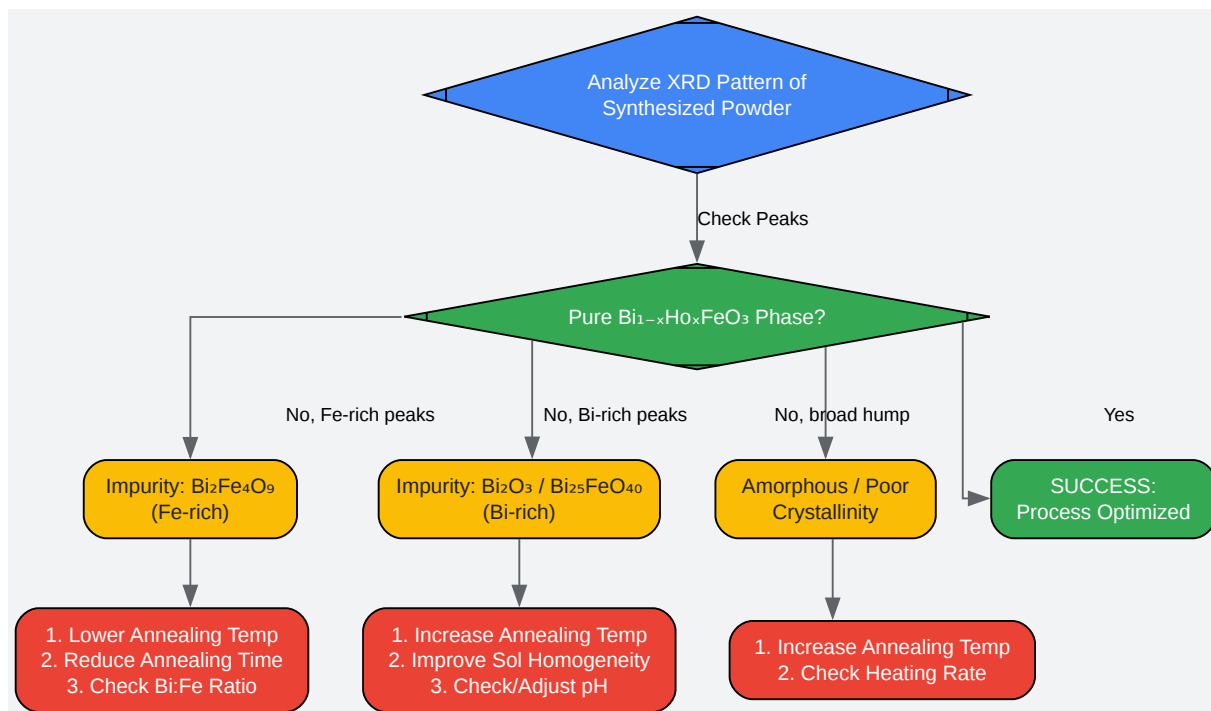 Analyze XRD Pattern of
Synthesized Powder
Check Peaks
Pure Bi₁₋ₓHoₓFeO₃ Phase?
No, Fe-rich peaks
No, Bi-rich peaks
No, broad hump
Yes
Impurity: Bi₂Fe₄O₉
(Fe-rich)
Impurity: Bi₂O₃ / Bi₂₅FeO₄₀
(Bi-rich)
Amorphous / Poor
Crystallinity
SUCCESS:
Process Optimized
1. Lower Annealing Temp
2. Reduce Annealing Time
3. Check Bi:Fe Ratio
1. Increase Annealing Temp
2. Improve Sol Homogeneity
3. Check/Adjust pH
1. Increase Annealing Temp
2. Check Heating Rate